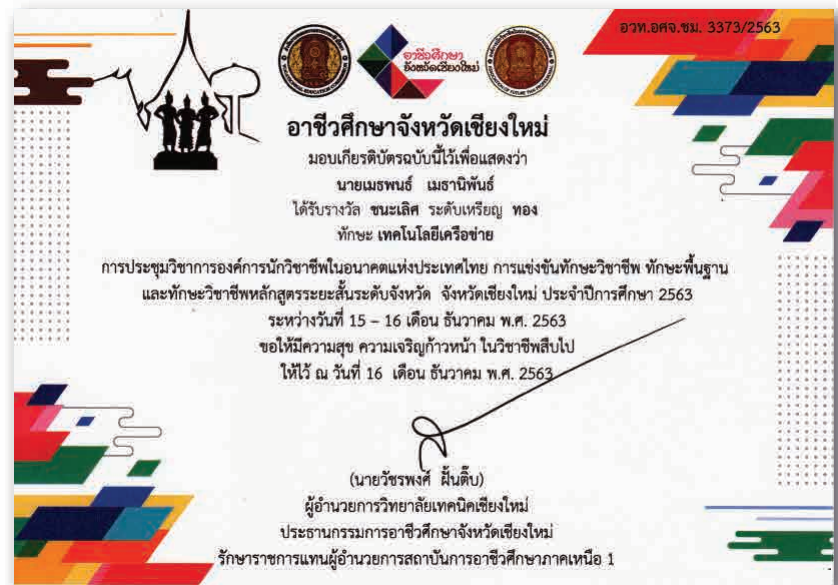 อวท.อศจ.ชม. 3373/2563
อาชีวศึกษา
จังหวัดเชียงใหม่
อาชีวศึกษาจังหวัดเชียงใหม่
มอบเกียรติบัตรฉบับนี้ไว้เพื่อแสดงว่า
นายเมธพนธ์ เมธานิพันธ์
ได้รับรางวัล ชนะเลิศ ระดับเหรียญ ทอง
ทักษะ เทคโนโลยีเครือข่าย
การประชุมวิชาการองค์การนักวิชาชีพในอนาคตแห่งประเทศไทย การแข่งขันทักษะวิชาชีพ ทักษะพื้นฐาน
และทักษะวิชาชีพหลักสูตรระยะสั้นระดับจังหวัด จังหวัดเชียงใหม่ ประจำปีการศึกษา 2563
ระหว่างวันที่ 15 – 16 เดือน ธันวาคม พ.ศ. 2563
ขอให้มีความสุข ความเจริญก้าวหน้า ในวิชาชีพสืบไป
ให้ไว้ ณ วันที่ 16 เดือน ธันวาคม พ.ศ. 2563
(นายวัชรพงศ์ ฝั้นติ๊บ)
ผู้อำนวยการวิทยาลัยเทคนิคเชียงใหม่
ประธานกรรมการอาชีวศึกษาจังหวัดเชียงใหม่
รักษาราชการแทนผู้อำนวยการสถาบันการอาชีวศึกษาภาคเหนือ 1